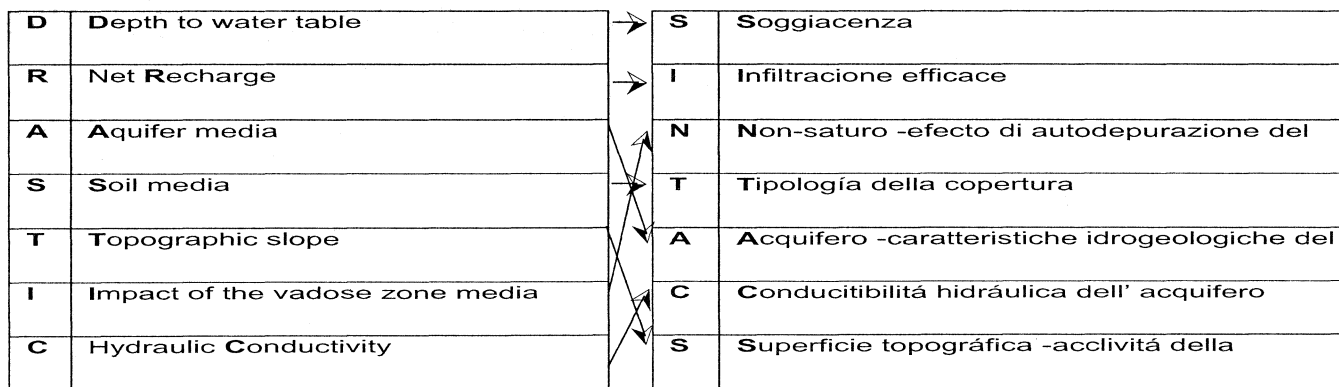 D Depth to water table S Soggiacenza
R Net Recharge I Infiltracione efficace
A Aquifer media N Non-saturo -efecto di autodepurazione del
S Soil media T Tipología della copertura
T Topographic slope A Acquifero -caratteristiche idrogeologiche del
I Impact of the vadose zone media C Conducitibilitá hidráulica dell' acquifero
C Hydraulic Conductivity S Superficie topográfica -acclivitá della